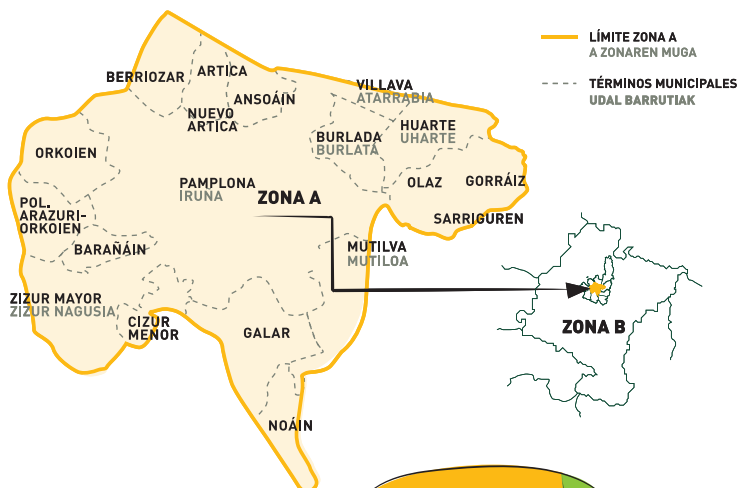 LÍMITE ZONA A
A ZONAREN MUGA
TÉRMINOS MUNICIPALES
UDAL BARRUTIAK
BERRIOZAR
ARTICA
ANSOÁIN
NUEVO
ARTICA
VILLAVA
ATARRABIA
BURLADA
BURLATA
HUARTE
UHARTE
ORKOIEN
PAMPLONA
IRUNA
ZONA A
OLAZ
GORRÁIZ
SARRIGUREN
POL.
ARAZURI-
ORKOIEN
BARAÑÁIN
MUTILVA
MUTILOA
ZIZUR MAYOR
ZIZUR NAGUSIA
CIZUR
MENOR
GALAR
ZONA B
NOÁIN